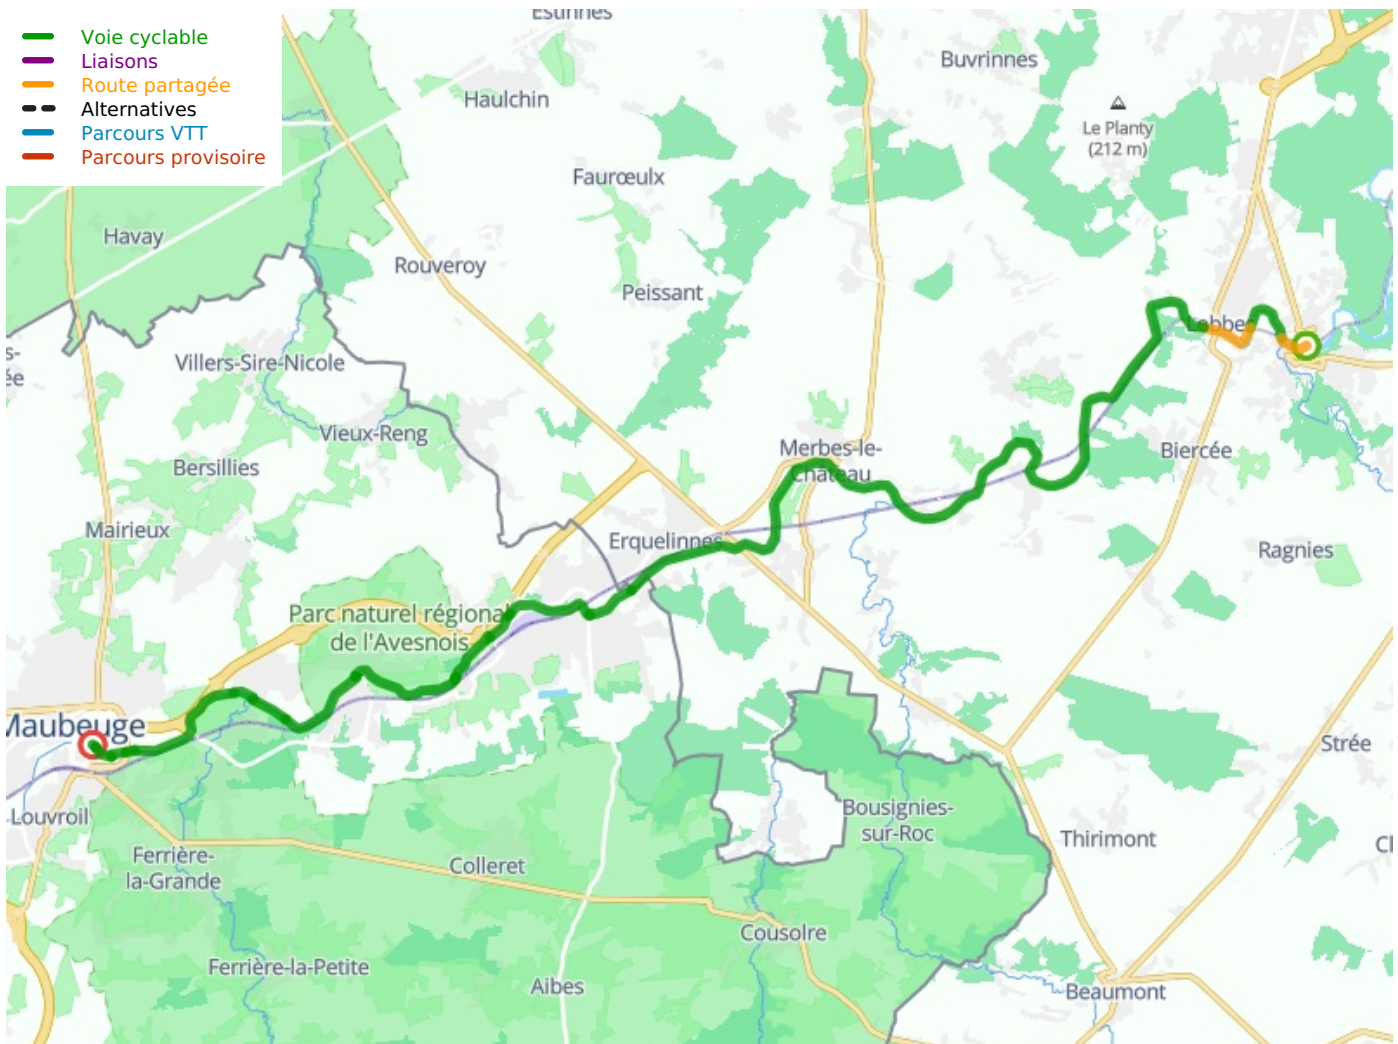 Voie cyclable
Liaisons
Route partagée
Alternatives
Parcours VTT
Parcours provisoire
Estinnes
Buvrinnes
Haulchin
Le Planty
(212 m)
Faurœulx
Havay
Rouveroy
Peissant
Villers-Sire-Nicole
Vieux-Reng
Bersillies
Merbes-le-
Château
Biercée
Mairieux
Erquelinnes
Ragnies
Parc naturel régional
de l'Avesnois
Maubeuge
Strée
Louvroil
Bousignies-
sur-Roc
Thirimont
Ferrière-
la-Grande
Colleret
Cousolre
Ferrière-la-Petite
Aibes
Beaumont